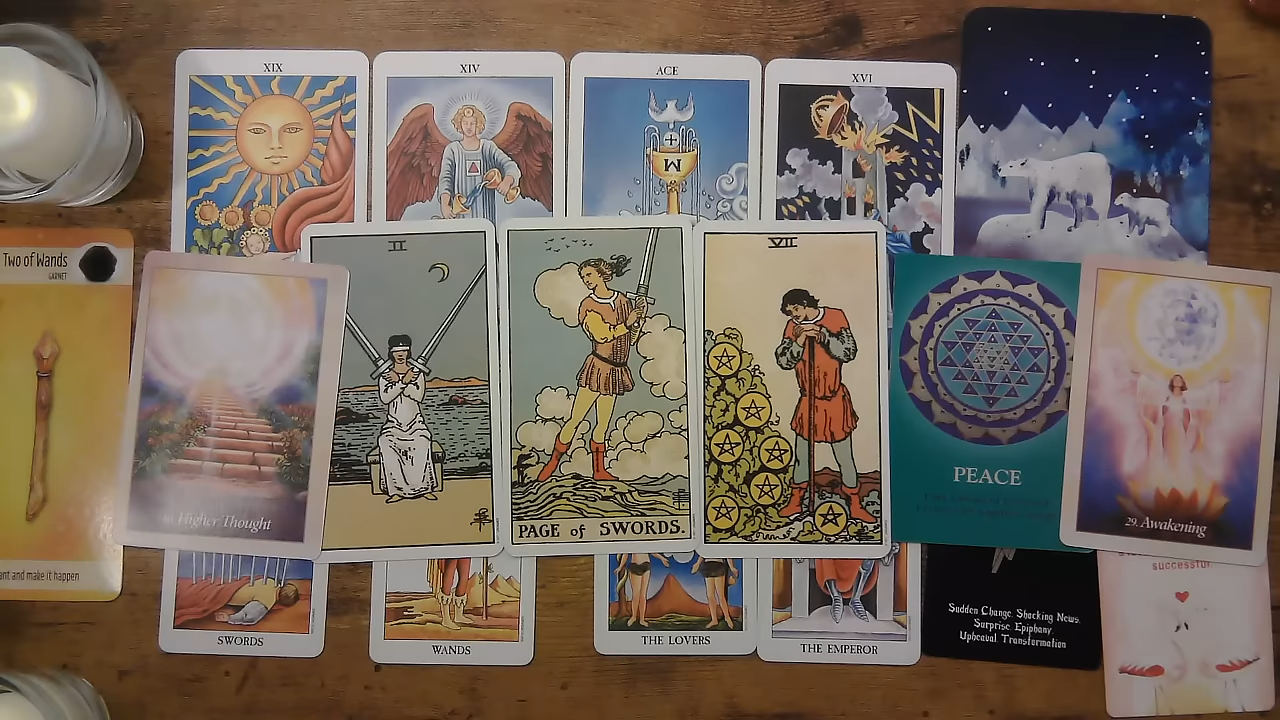 XIX
XIV
ACE
XVI
Two of Wands
GARNET
II
VII
W
PEACE
Higher Thought
PAGE of SWORDS.
29. Awakening
ant and make it happen
successful
SWORDS
WANDS
THE LOVERS
THE EMPEROR
Sudden Change. Shocking News.
Surprise. Epiphany.
Upheaval. Transformation